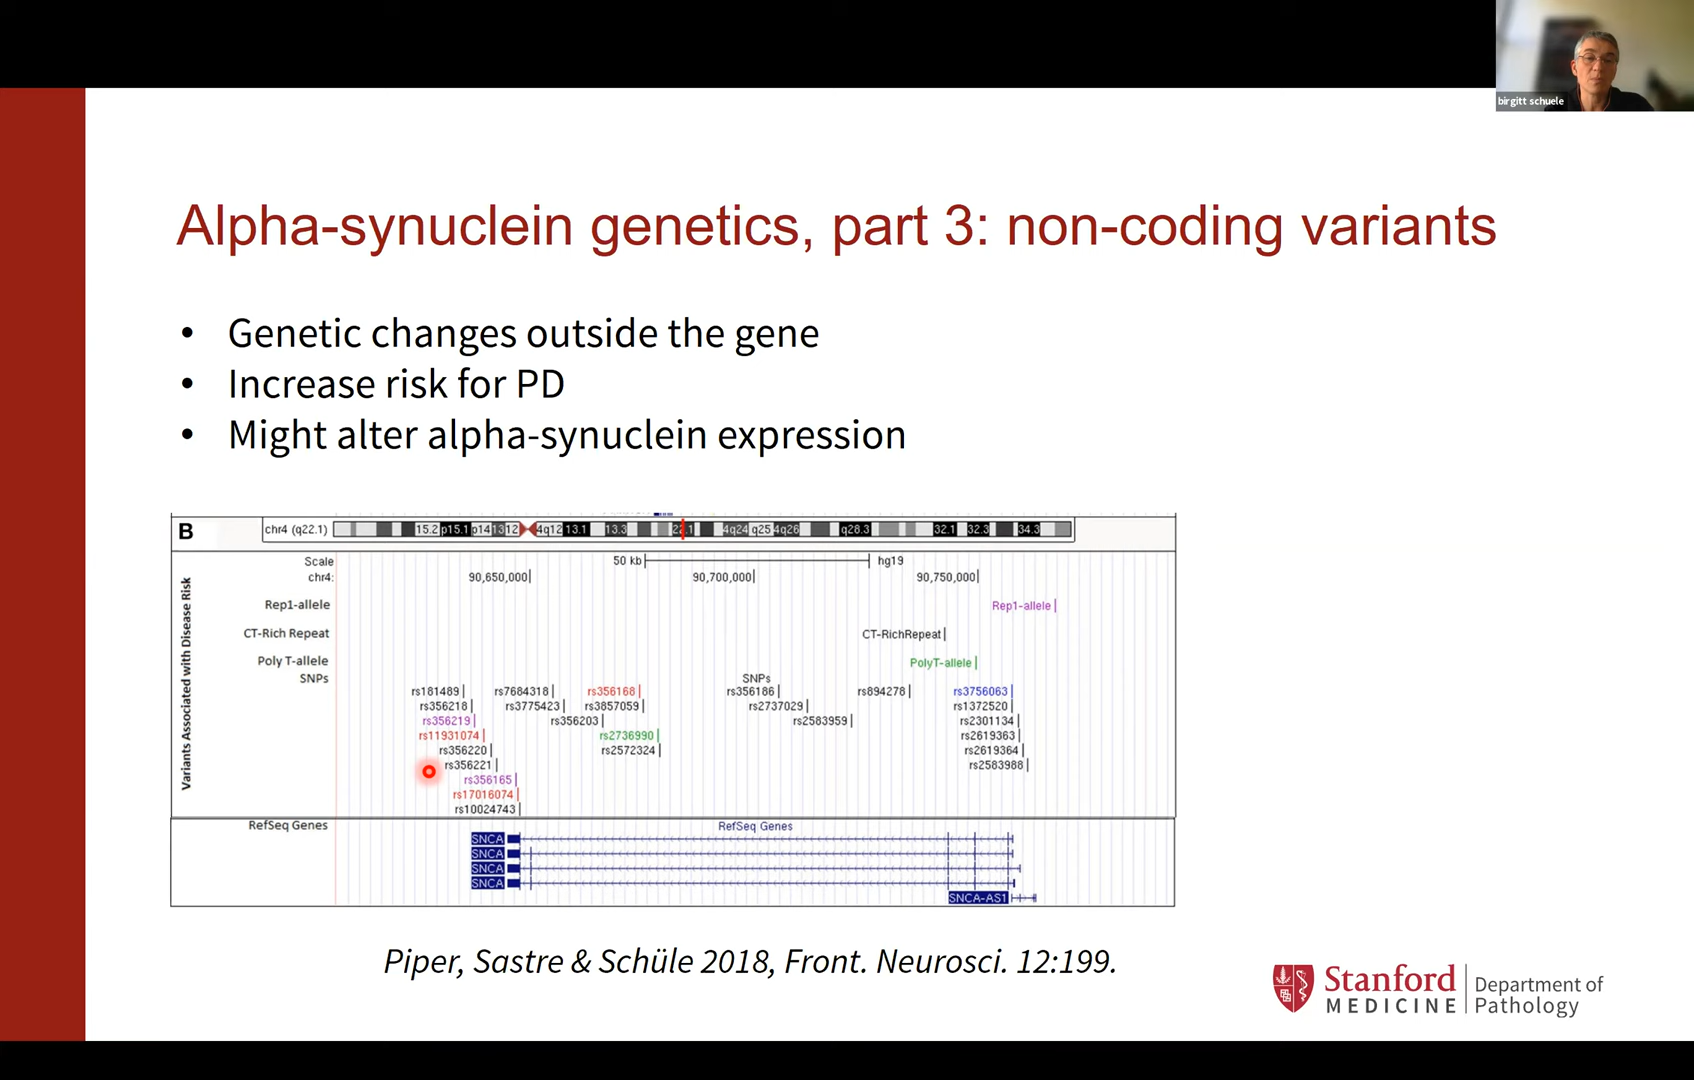 birgitt schuele
Alpha-synuclein genetics, part 3: non-coding variants
• Genetic changes outside the gene
• Increase risk for PD
• Might alter alpha-synuclein expression
B
chr4 (q22.1) 15.2 p15.1 p14 13 12 4q12 13.1 13.3 4q24 q25 4q26 q28.3 32.1 32.3 34.3
Scale 50 kb hg19
chr4: 90,650,000 90,700,000 90,750,000
Variants Associated with Disease Risk
Rep1-allele Rep1-allele
CT-Rich Repeat CT-RichRepeat
Poly T-allele PolyT-allele
SNPs SNPs
rs181489 rs7684318 rs356168 rs356186 rs894278 rs3756063
rs356218 rs3775423 rs3857059 rs2737029 rs1372520
rs356219 rs356203 rs2583959 rs2301134
rs11931074 rs2736990 rs2619363
rs356220 rs2572324 rs2619364
rs356221 rs2583988
rs356165
rs17016074
rs10024743
RefSeq Genes RefSeq Genes
SNCA
SNCA
SNCA
SNCA
SNCA-AS1
Piper, Sastre & Schüle 2018, Front. Neurosci. 12:199.
Stanford
MEDICINE
Department of
Pathology